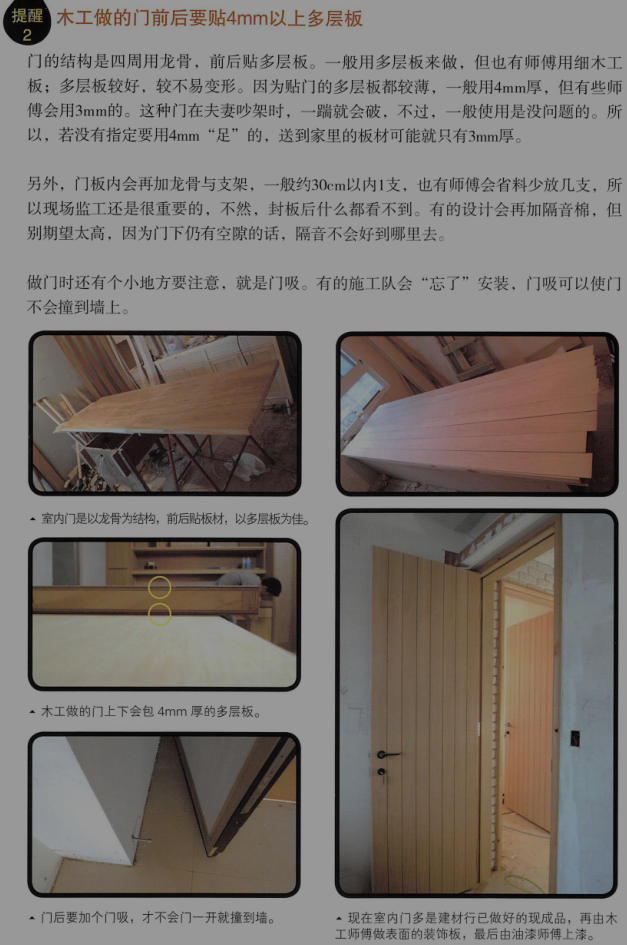 提醒
2
木工做的门前后要贴4mm以上多层板
门的结构是四周用龙骨，前后贴多层板。一般用多层板来做，但也有师傅用细木工
板；多层板较好，较不易变形。因为贴门的多层板都较薄，一般用4mm厚，但有些师
傅会用3mm的。这种门在夫妻吵架时，一踹就会破，不过，一般使用是没问题的。所
以，若没有指定要用4mm“足”的，送到家里的板材可能就只有3mm厚。
另外，门板内会再加龙骨与支架，一般约30cm以内1支，也有师傅会省料少放几支，所
以现场监工还是很重要的，不然，封板后什么都看不到。有的设计会再加隔音棉，但
别期望太高，因为门下仍有空隙的话，隔音不会好到哪里去。
做门时还有个小地方要注意，就是门吸。有的施工队会“忘了”安装，门吸可以使门
不会撞到墙上。
室内门是以龙骨为结构，前后贴板材，以多层板为佳。
木工做的门上下会包 4mm 厚的多层板。
门后要加个门吸，才不会门一开就撞到墙。
现在室内门多是建材行已做好的现成品，再由木
工师傅做表面的装饰板，最后由油漆师傅上漆。